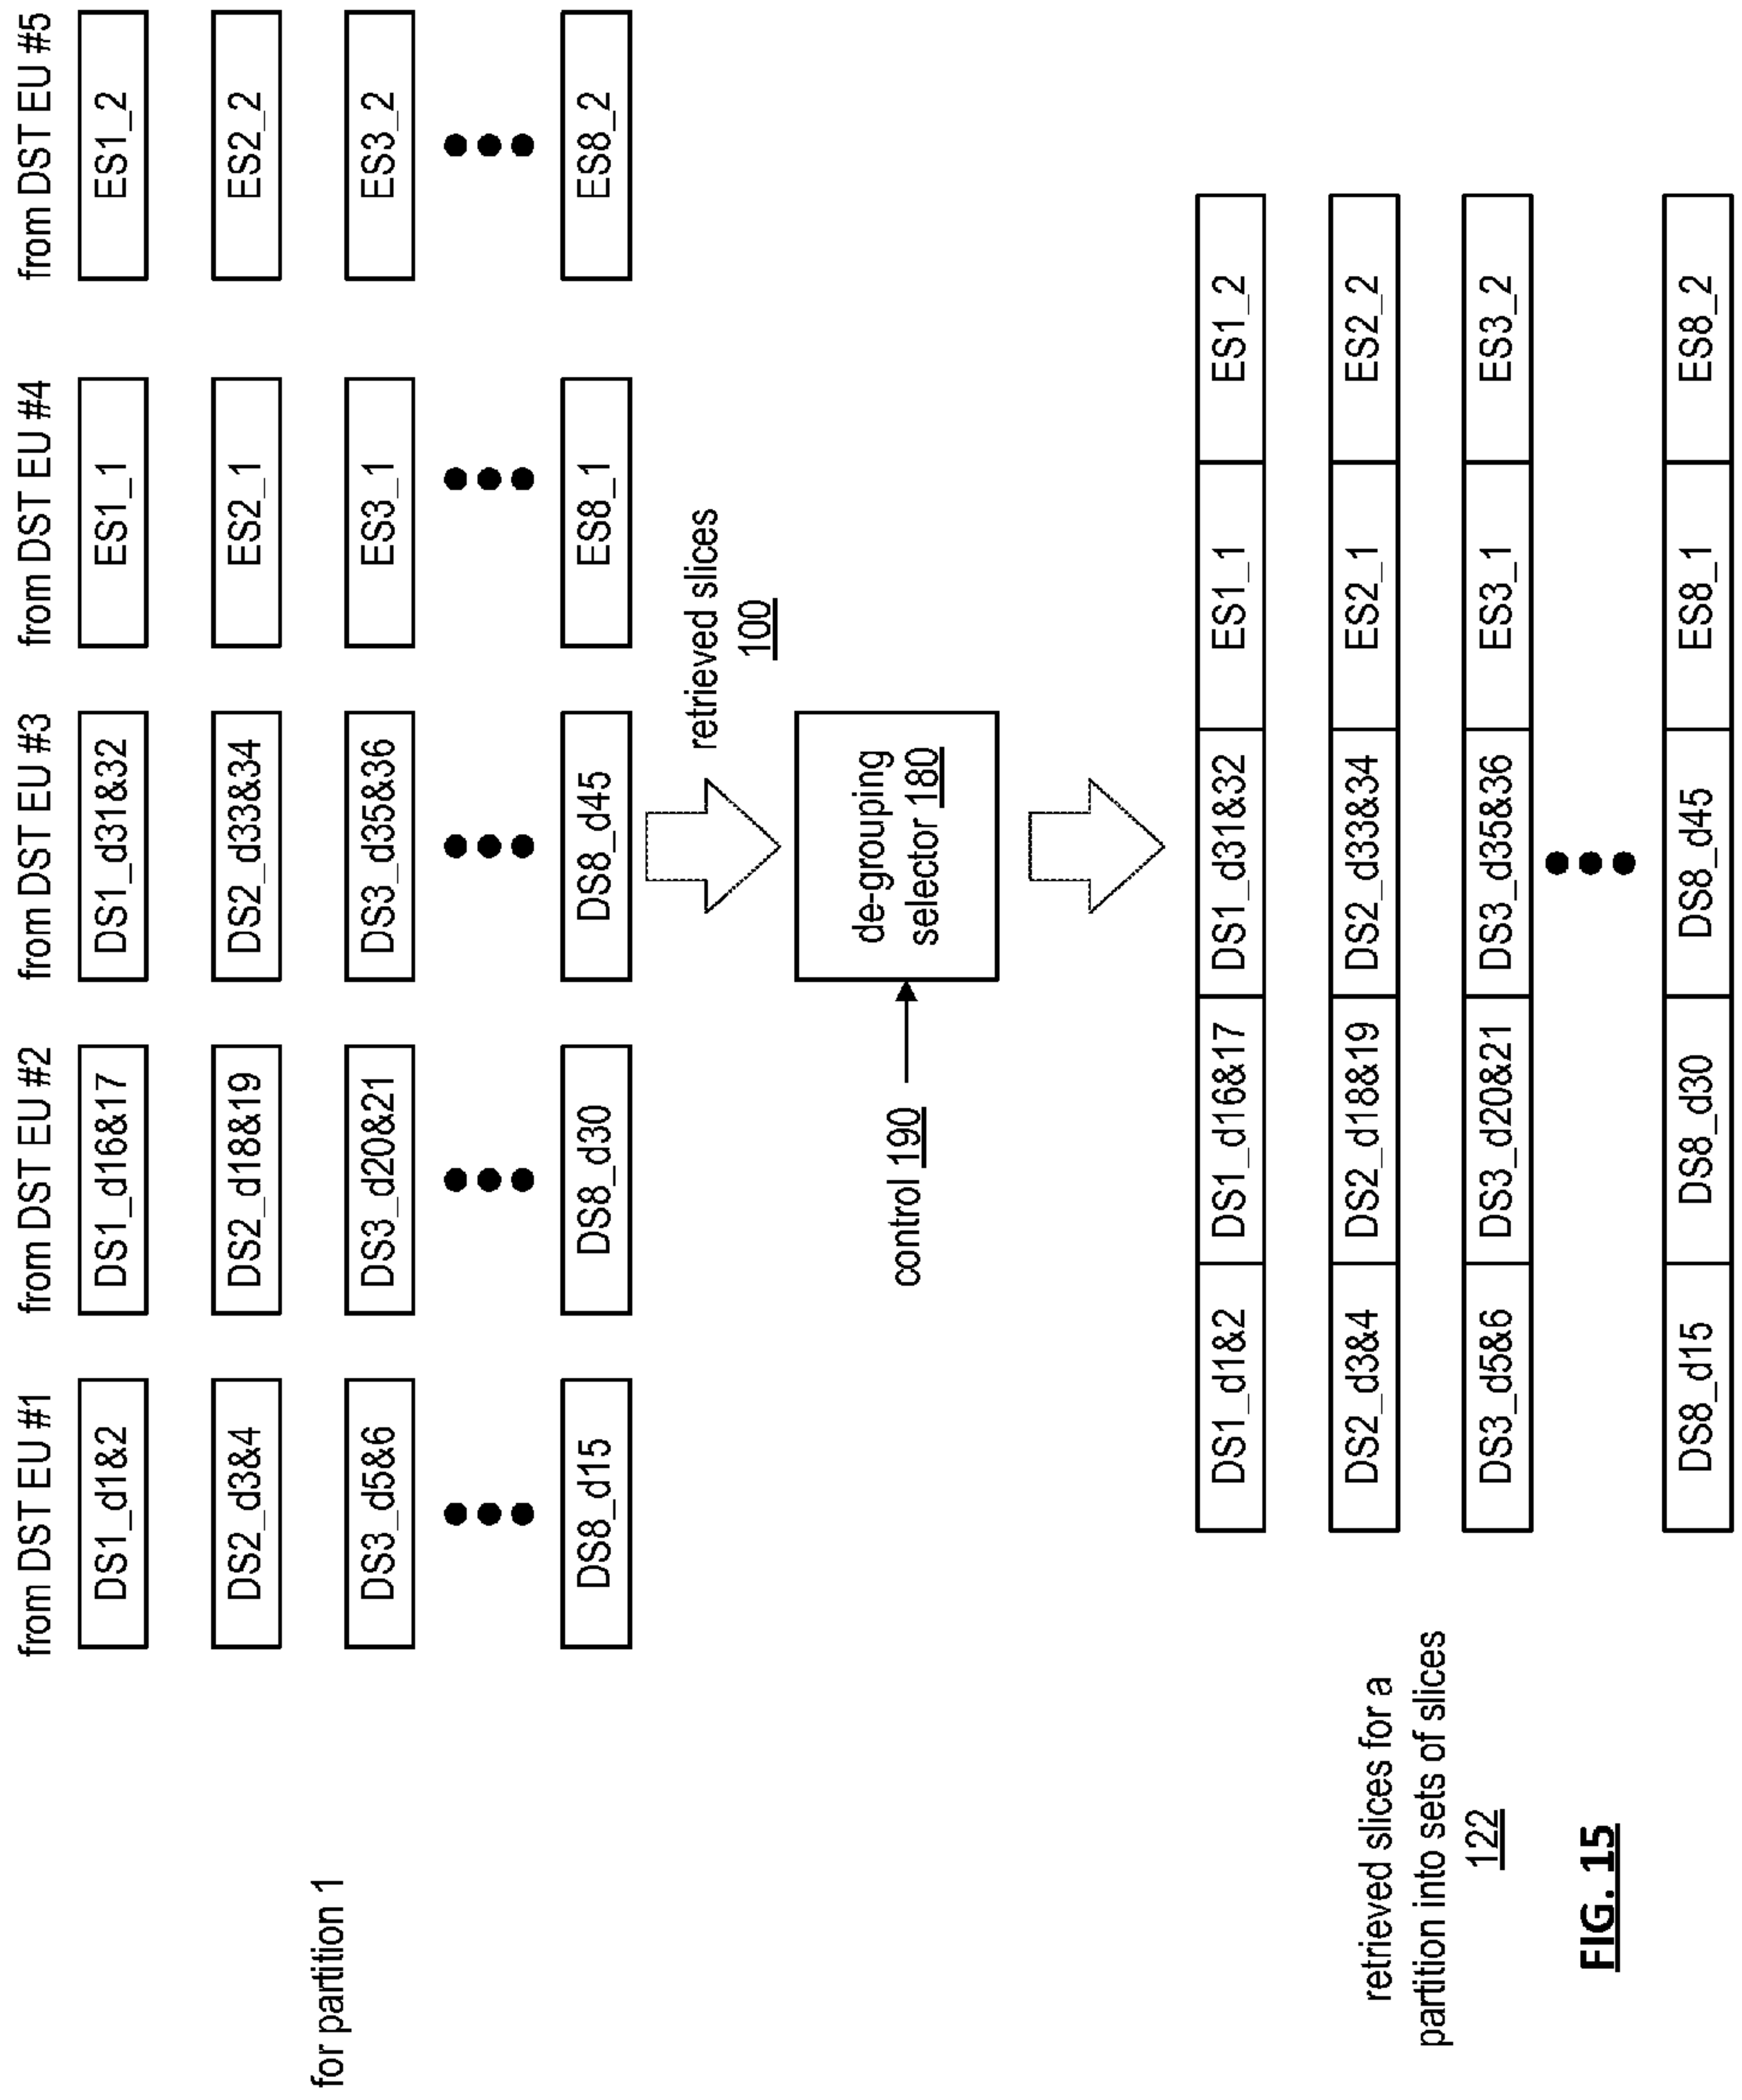 from DST EU #1
from DST EU #2
from DST EU #3
from DST EU #4
from DST EU #5
for partition 1
DS1_d1&2
DS1_d16&17
DS1_d31&32
ES1_1
ES1_2
DS2_d3&4
DS2_d18&19
DS2_d33&34
ES2_1
ES2_2
DS3_d5&6
DS3_d20&21
DS3_d35&36
ES3_1
ES3_2
DS8_d15
DS8_d30
DS8_d45
ES8_1
ES8_2
retrieved slices
100
control 190
de-grouping
selector 180
retrieved slices for a
partition into sets of slices
122
DS1_d1&2
DS1_d16&17
DS1_d31&32
ES1_1
ES1_2
DS2_d3&4
DS2_d18&19
DS2_d33&34
ES2_1
ES2_2
DS3_d5&6
DS3_d20&21
DS3_d35&36
ES3_1
ES3_2
DS8_d15
DS8_d30
DS8_d45
ES8_1
ES8_2
FIG. 15